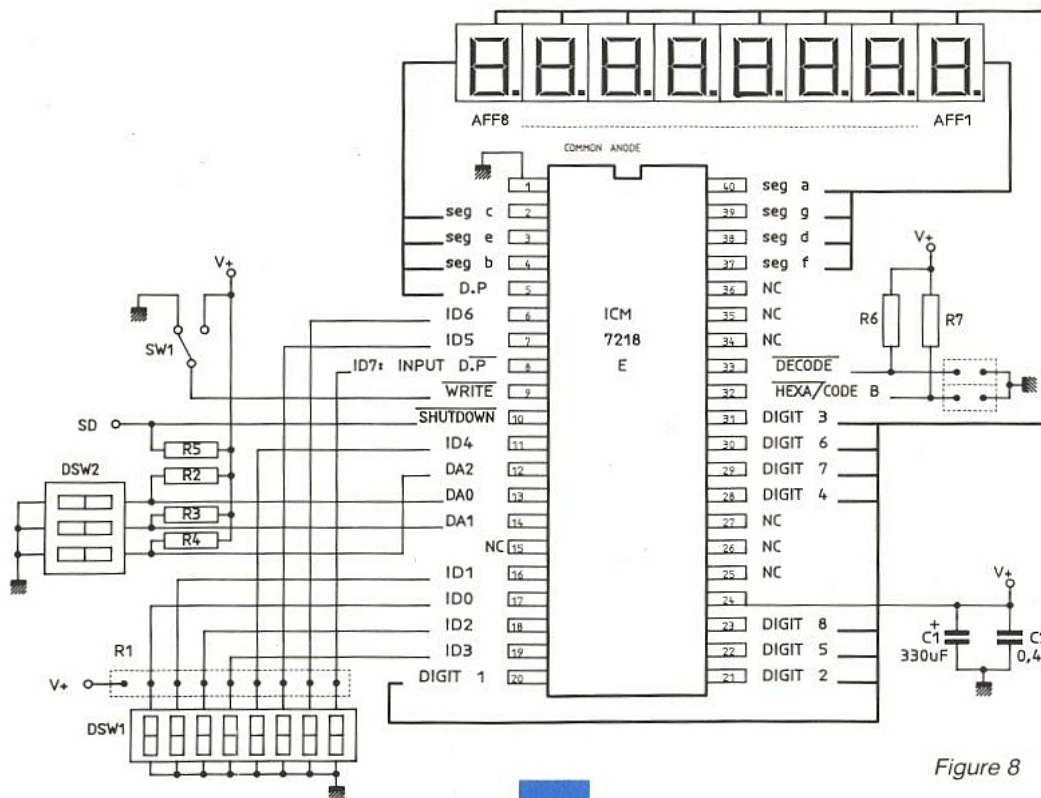 AFF8
AFF1
COMMON ANODE
1
seg c 2
seg e 3
seg b 4
D.P 5
ID6 6
ID5 7
ID7: INPUT D.P 8
WRITE 9
SHUTDOWN 10
ID4 11
DA2 12
DA0 13
DA1 14
NC 15
ID1 16
ID0 17
ID2 18
ID3 19
DIGIT 1 20
ICM
7218
E
40 seg a
39 seg g
38 seg d
37 seg f
36 NC
35 NC
34 NC
33 DECODE
32 HEXA/CODE B
31 DIGIT 3
30 DIGIT 6
29 DIGIT 7
28 DIGIT 4
27 NC
26 NC
25 NC
24
23 DIGIT 8
22 DIGIT 5
21 DIGIT 2
V+
SW1
SD
R5
DSW2
R2
R3
R4
R1
V+
DSW1
V+
R6
R7
V+
+
C1
330uF
0,4
Figure 8